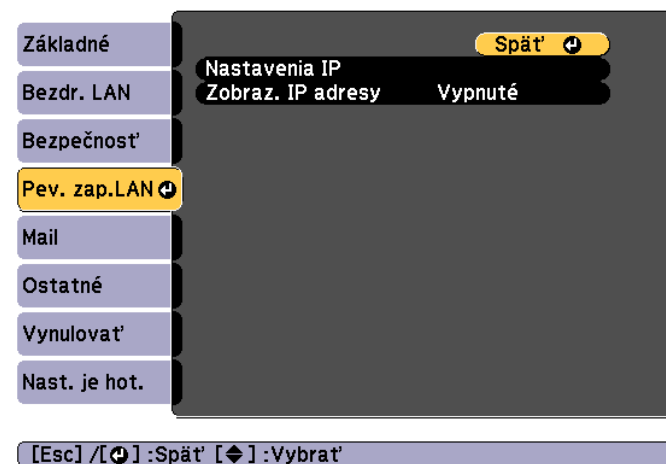 Základné
Bezdr. LAN
Bezpečnosť
Pev. zap.LAN
Mail
Ostatné
Vynulovať
Nast. je hot.
Späť
Nastavenia IP
Zobraz. IP adresy Vypnuté
[Esc] /[⏎] :Späť [◆] :Vybrať